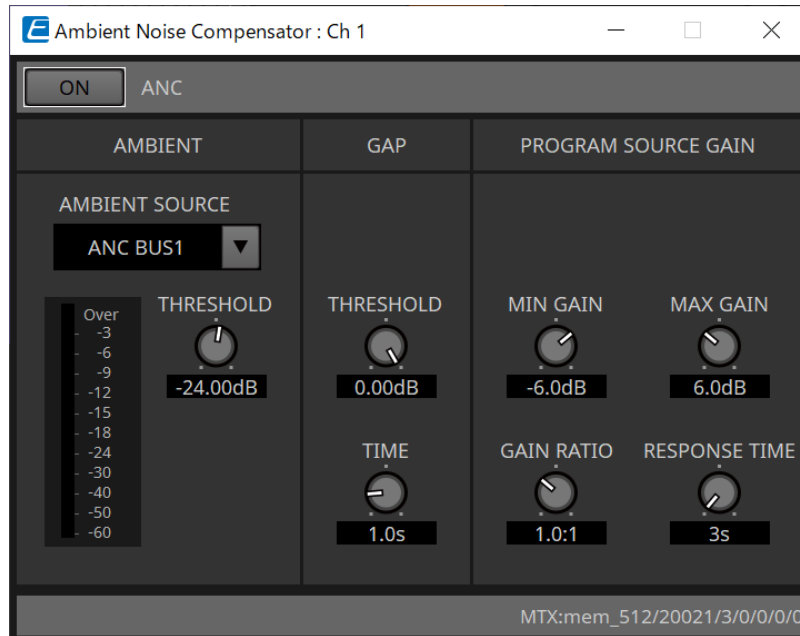 Ambient Noise Compensator : Ch 1
ON ANC
AMBIENT GAP PROGRAM SOURCE GAIN
AMBIENT SOURCE
ANC BUS1
THRESHOLD THRESHOLD MIN GAIN MAX GAIN
Over
-3
-6
-9
-12
-15
-18
-24
-30
-40
-50
-60
-24.00dB 0.00dB -6.0dB 6.0dB
TIME GAIN RATIO RESPONSE TIME
1.0s 1.0:1 3s
MTX:mem_512/20021/3/0/0/0/0